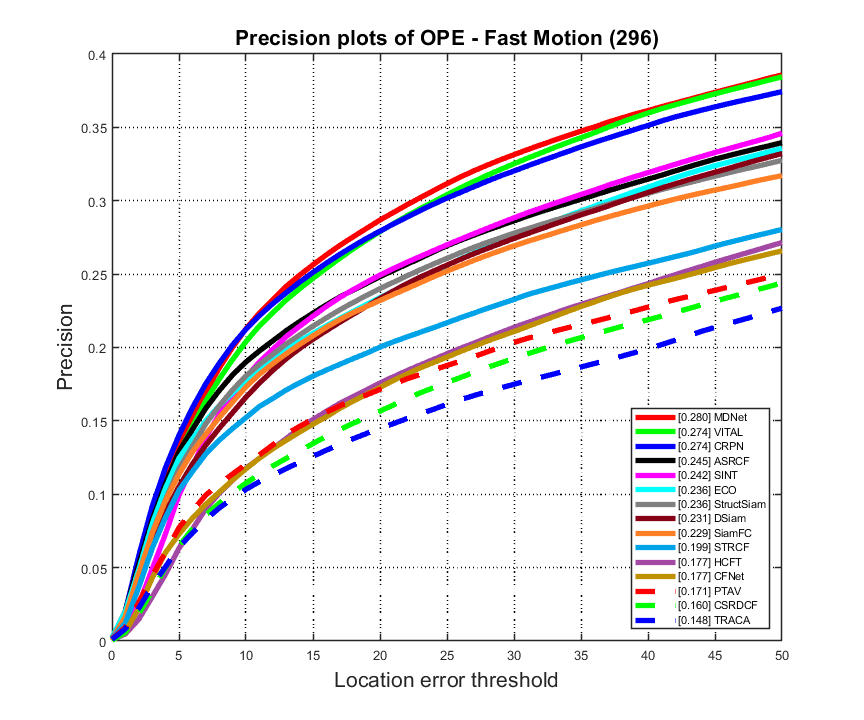 Precision plots of OPE - Fast Motion (296)
0.4
0.35
0.3
0.25
0.2
0.15
0.1
0.05
0
Precision
[0.280] MDNet
[0.274] VITAL
[0.274] CRPN
[0.245] ASRCF
[0.242] SINT
[0.236] ECO
[0.236] StructSiam
[0.231] DSiam
[0.229] SiamFC
[0.199] STRCF
[0.177] HCFT
[0.177] CFNet
[0.171] PTAV
[0.160] CSRDCF
[0.148] TRACA
0 5 10 15 20 25 30 35 40 45 50
Location error threshold